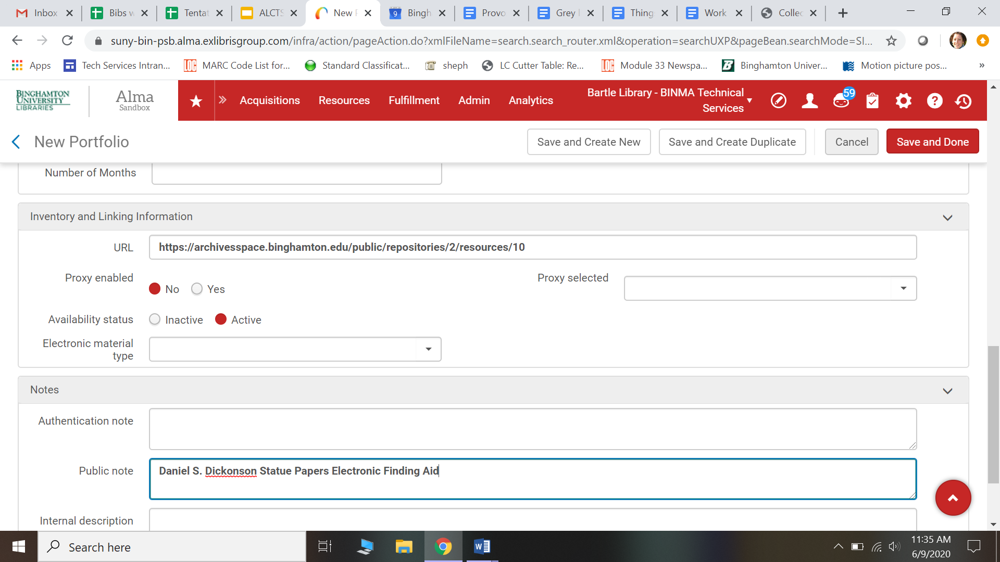 Inbox
Bibs w
Tentat
ALCTS
New P
9
Bingh
Provo
Grey l
Thing
Work
Collec
suny-bin-psb.alma.exlibrisgroup.com/infra/action/pageAction.do?xmlFileName=search.search_router.xml&operation=searchUXP&pageBean.searchMode=SI...
Apps
Tech Services Intran...
MARC Code List for...
Standard Classificat...
sheph
LC Cutter Table: Re...
Module 33 Newspa...
Binghamton Univer...
Motion picture pos...
»
BINGHAMTON
UNIVERSITY
LIBRARIES
Alma
Sandbox
Acquisitions
Resources
Fulfillment
Admin
Analytics
Bartle Library - BINMA Technical
Services
59
New Portfolio
Save and Create New
Save and Create Duplicate
Cancel
Save and Done
Number of Months
Inventory and Linking Information
URL
https://archivesspace.binghamton.edu/public/repositories/2/resources/10
Proxy enabled
No
Yes
Proxy selected
Availability status
Inactive
Active
Electronic material
type
Notes
Authentication note
Public note
Daniel S. Dickonson Statue Papers Electronic Finding Aid
Internal description
Search here
11:35 AM
6/9/2020